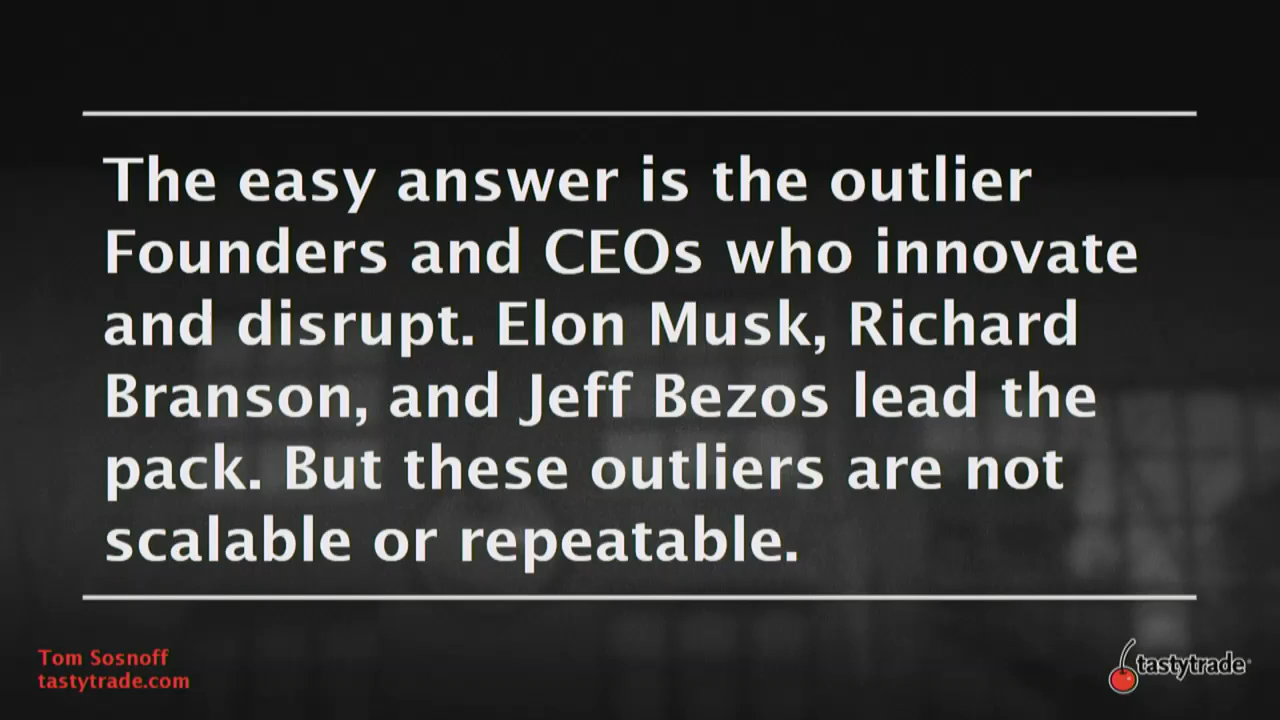 The easy answer is the outlier
Founders and CEOs who innovate
and disrupt. Elon Musk, Richard
Branson, and Jeff Bezos lead the
pack. But these outliers are not
scalable or repeatable.
Tom Sosnoff
tastytrade.com
tastytrade